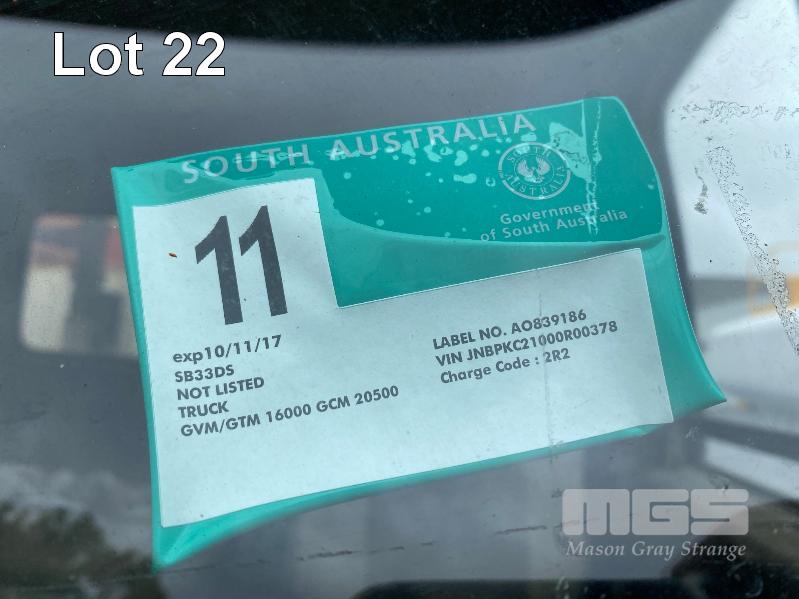 Lot 22
SOUTH AUSTRALIA
SOUTH
AUSTRALIA
Government
of South Australia
11
exp10/11/17
SB33DS
NOT LISTED
TRUCK
GVM/GTM 16000 GCM 20500
LABEL NO. AO839186
VIN JNBPKC21000R00378
Charge Code : 2R2
MGS
Mason Gray Strange